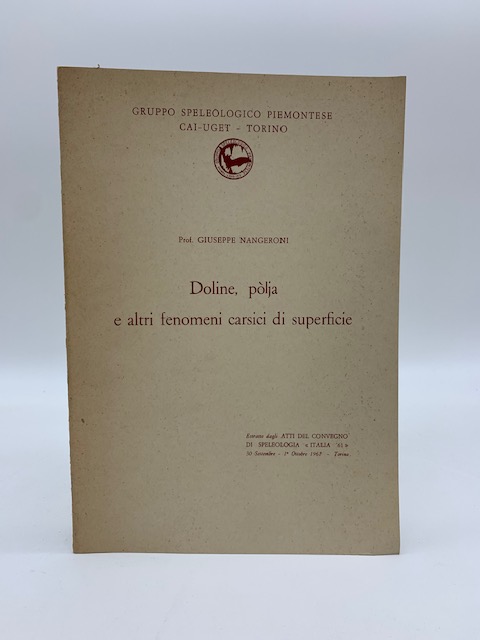 GRUPPO SPELEOLOGICO PIEMONTESE
CAI-UGET - TORINO
Prof. GIUSEPPE NANGERONI
Doline, pòlja
e altri fenomeni carsici di superficie
Estratto dagli ATTI DEL CONVEGNO
DI SPELEOLOGIA « ITALIA '61 »
30 Settembre - 1° Ottobre - Torino